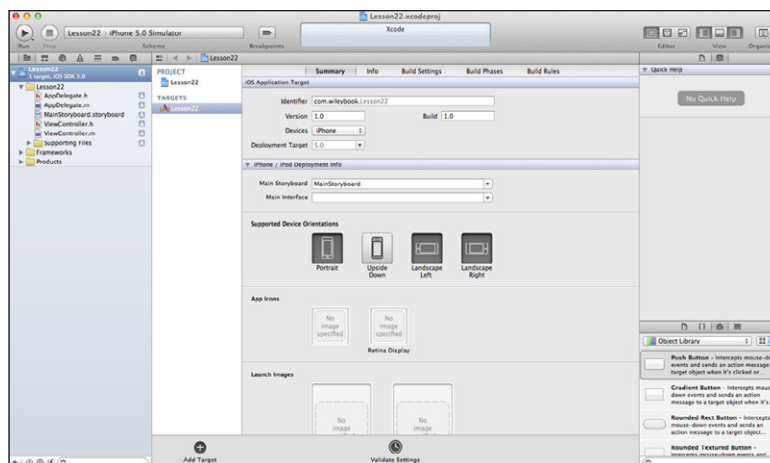 Lesson22.xcodeproj
Lesson22 › iPhone 5.0 Simulator
Xcode
Run Stop Scheme Breakpoints Editor View
Lesson22
Lesson22
1 target, iOS SDK 5.0
Lesson22
AppDelegate.h
AppDelegate.m
MainStoryboard.storyboard
ViewController.h
ViewController.m
Supporting Files
Frameworks
Products
PROJECT
Lesson22
TARGETS
Lesson22
Summary Info Build Settings Build Phases Build Rules
iOS Application Target
Identifier com.wileybook.Lesson22
Version 1.0 Build 1.0
Devices iPhone
Deployment Target 5.0
iPhone / iPod Deployment Info
Main Storyboard MainStoryboard
Main Interface
Supported Device Orientations
Portrait
Upside Down
Landscape Left
Landscape Right
App Icons
No image specified
No image specified
Retina Display
Launch Images
No image
No image
Add Target
Validate Settings
Quick Help
No Quick Help
Object Library
Push Button – Intercepts mouse-do
events and sends an action message
target object when it's clicked or...
Gradient Button – Intercepts mous
down events and sends an action
message to a target object when it's
Rounded Rect Button – Intercep
mouse-down events and sends an
action message to a target object...
Rounded Textured Button –
Intercepts mouse-down events and